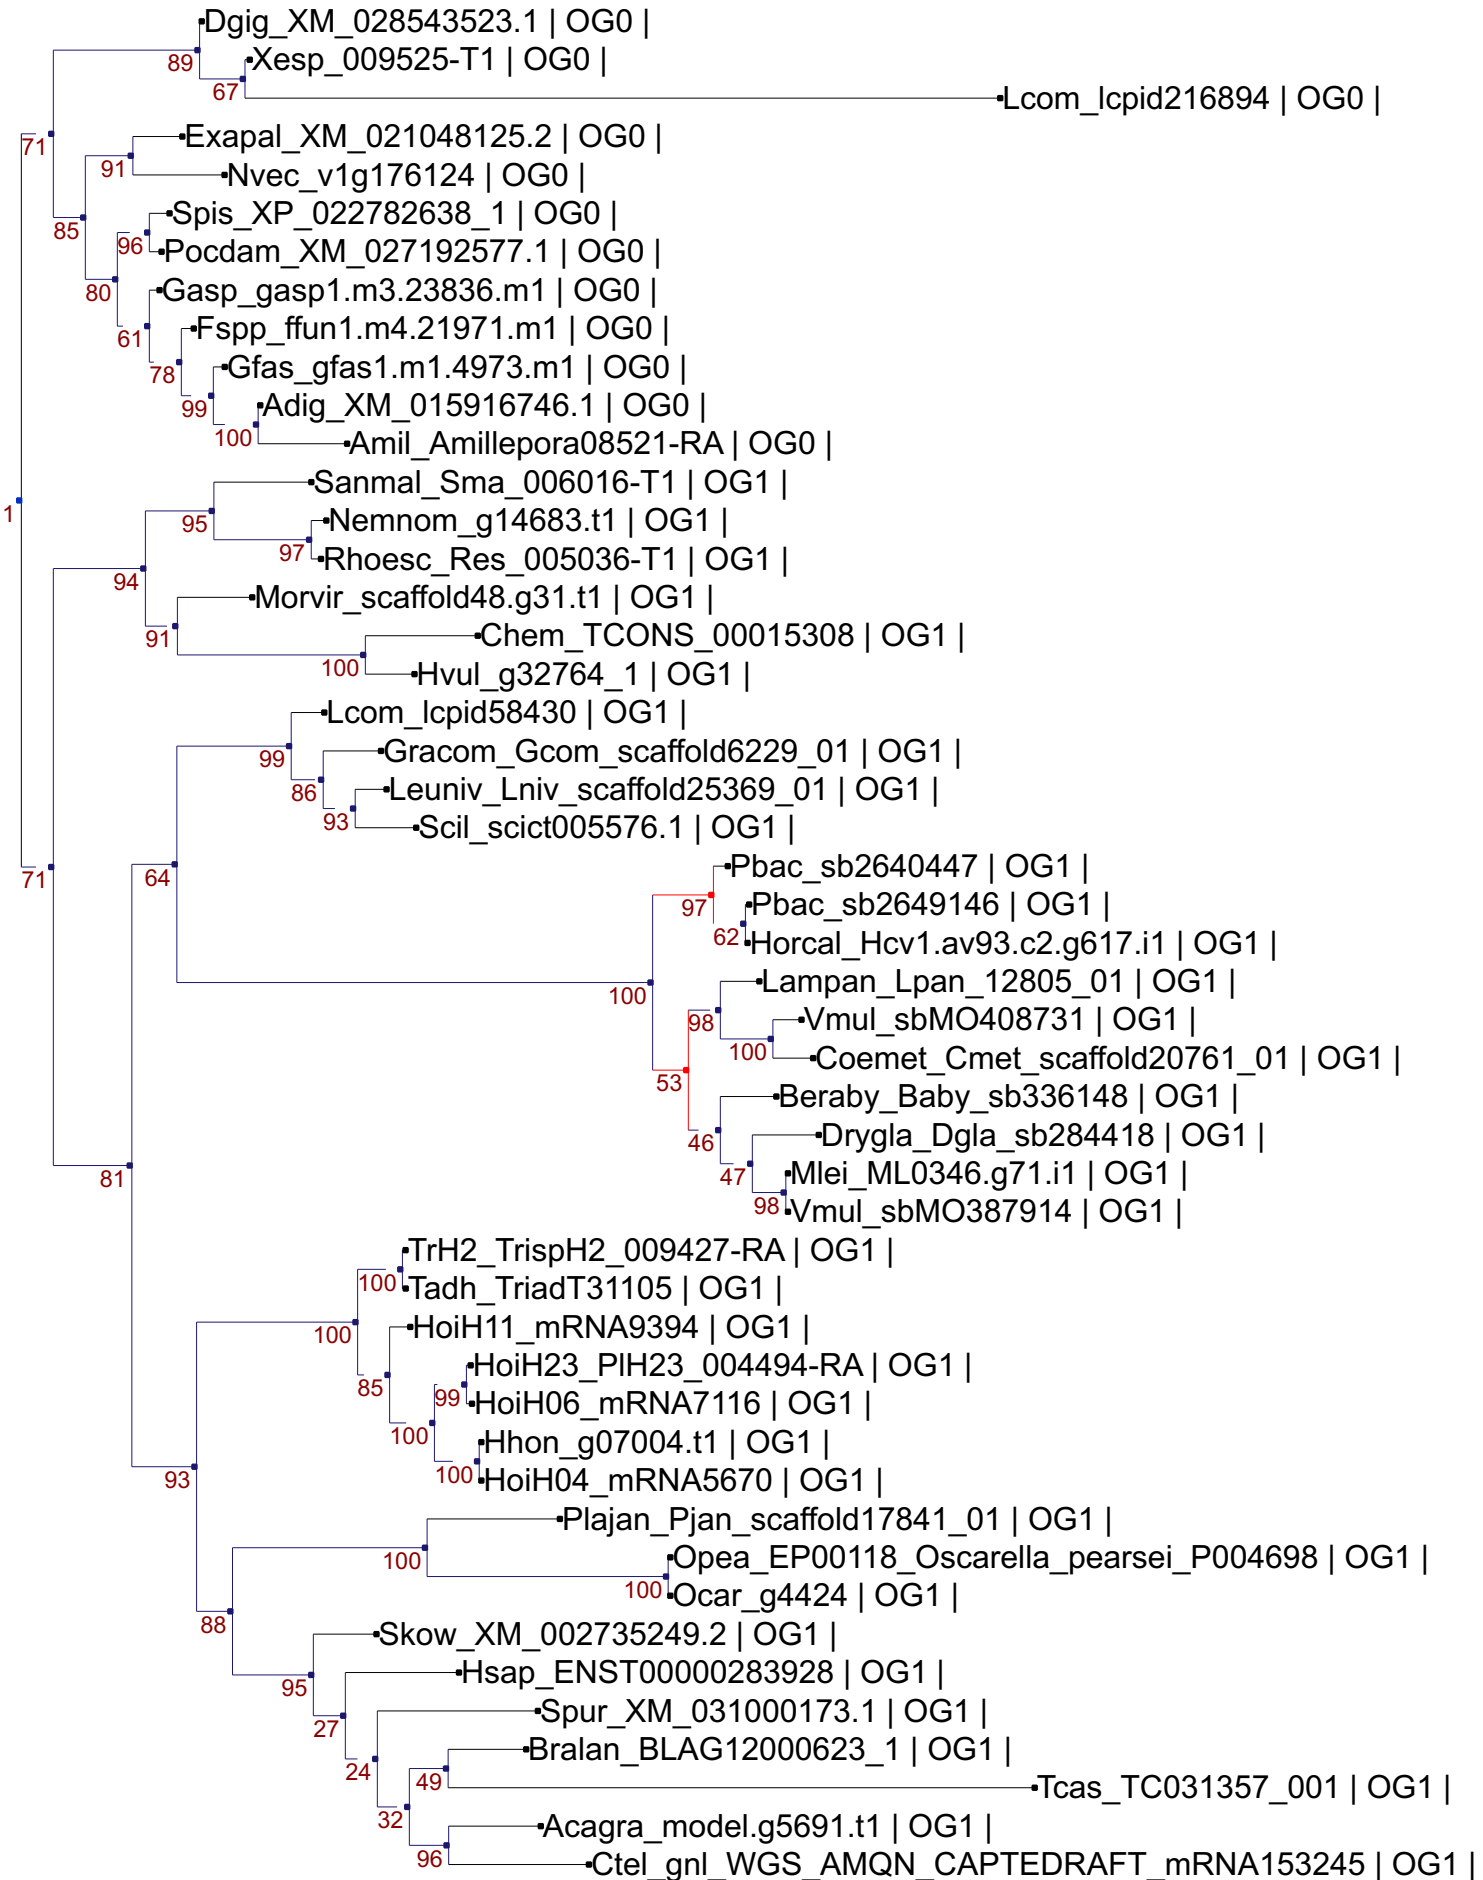 Dgig_XM_028543523.1 | OG0 |
89
Xesp_009525-T1 | OG0 |
67
Lcom_lcpid216894 | OG0 |
71
Exapal_XM_021048125.2 | OG0 |
91
Nvec_v1g176124 | OG0 |
85
Spis_XP_022782638_1 | OG0 |
96
Pocdam_XM_027192577.1 | OG0 |
80
Gasp_gasp1.m3.23836.m1 | OG0 |
61
Fspp_ffun1.m4.21971.m1 | OG0 |
78
Gfas_gfas1.m1.4973.m1 | OG0 |
99
Adig_XM_015916746.1 | OG0 |
100
Amil_Amillepora08521-RA | OG0 |
Sanmal_Sma_006016-T1 | OG1 |
1
95
Nemnom_g14683.t1 | OG1 |
97
Rhoesc_Res_005036-T1 | OG1 |
94
Morvir_scaffold48.g31.t1 | OG1 |
91
Chem_TCONS_00015308 | OG1 |
100
Hvul_g32764_1 | OG1 |
Lcom_lcpid58430 | OG1 |
99
Gracom_Gcom_scaffold6229_01 | OG1 |
86
Leuniv_Lniv_scaffold25369_01 | OG1 |
93
Scil_scict005576.1 | OG1 |
71
64
Pbac_sb2640447 | OG1 |
97
Pbac_sb2649146 | OG1 |
62
Horcal_Hcv1.av93.c2.g617.i1 | OG1 |
100
Lampan_Lpan_12805_01 | OG1 |
98
Vmul_sbMO408731 | OG1 |
100
Coemet_Cmet_scaffold20761_01 | OG1 |
53
Beraby_Baby_sb336148 | OG1 |
46
Drygla_Dgla_sb284418 | OG1 |
47
Mlei_ML0346.g71.i1 | OG1 |
81
98
Vmul_sbMO387914 | OG1 |
TrH2_TrispH2_009427-RA | OG1 |
100
Tadh_TriadT31105 | OG1 |
100
HoiH11_mRNA9394 | OG1 |
85
HoiH23_PlH23_004494-RA | OG1 |
99
HoiH06_mRNA7116 | OG1 |
100
Hhon_g07004.t1 | OG1 |
100
HoiH04_mRNA5670 | OG1 |
93
Plajan_Pjan_scaffold17841_01 | OG1 |
100
Opea_EP00118_Oscarella_pearsei_P004698 | OG1 |
100
Ocar_g4424 | OG1 |
88
Skow_XM_002735249.2 | OG1 |
95
Hsap_ENST00000283928 | OG1 |
27
Spur_XM_031000173.1 | OG1 |
24
Bralan_BLAG12000623_1 | OG1 |
49
Tcas_TC031357_001 | OG1 |
32
Acagra_model.g5691.t1 | OG1 |
96
Ctel_gnl_WGS_AMQN_CAPTEDRAFT_mRNA153245 | OG1 |